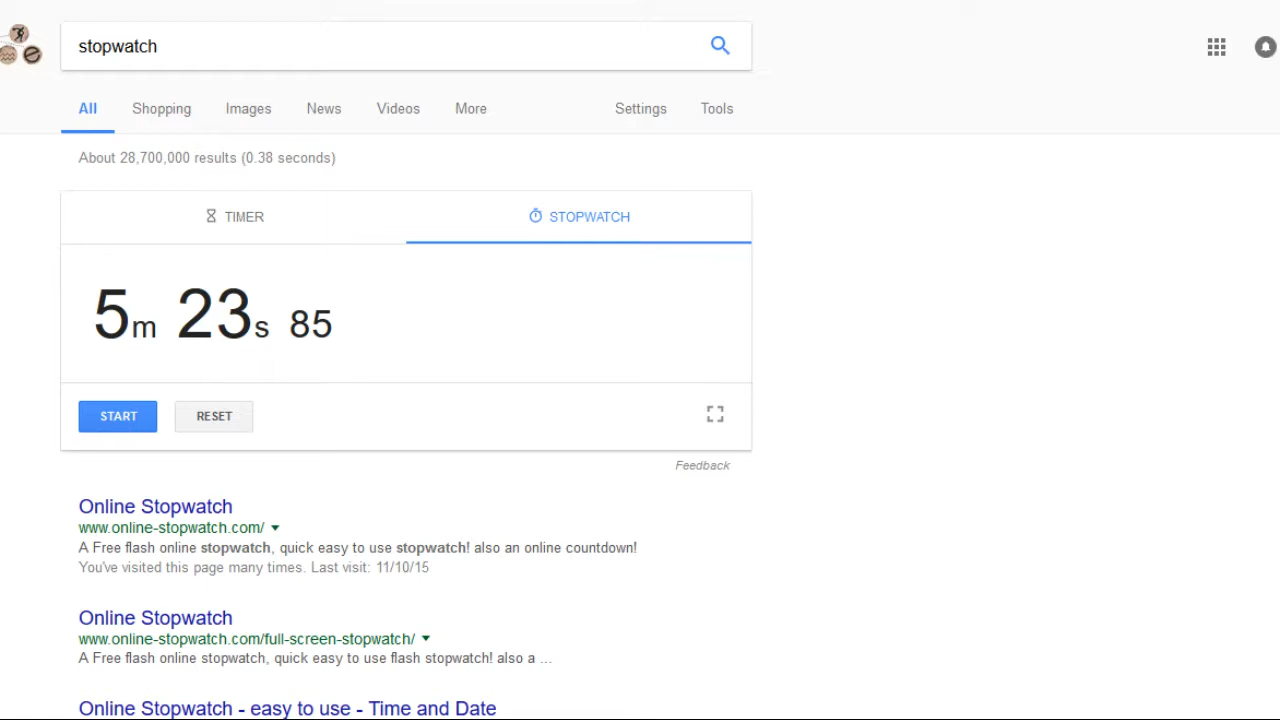 stopwatch
All Shopping Images News Videos More Settings Tools
About 28,700,000 results (0.38 seconds)
TIMER STOPWATCH
5m 23s 85
START RESET
Feedback
Online Stopwatch
www.online-stopwatch.com/
A Free flash online stopwatch, quick easy to use stopwatch! also an online countdown!
You've visited this page many times. Last visit: 11/10/15
Online Stopwatch
www.online-stopwatch.com/full-screen-stopwatch/
A Free flash online stopwatch, quick easy to use flash stopwatch! also a ...
Online Stopwatch - easy to use - Time and Date